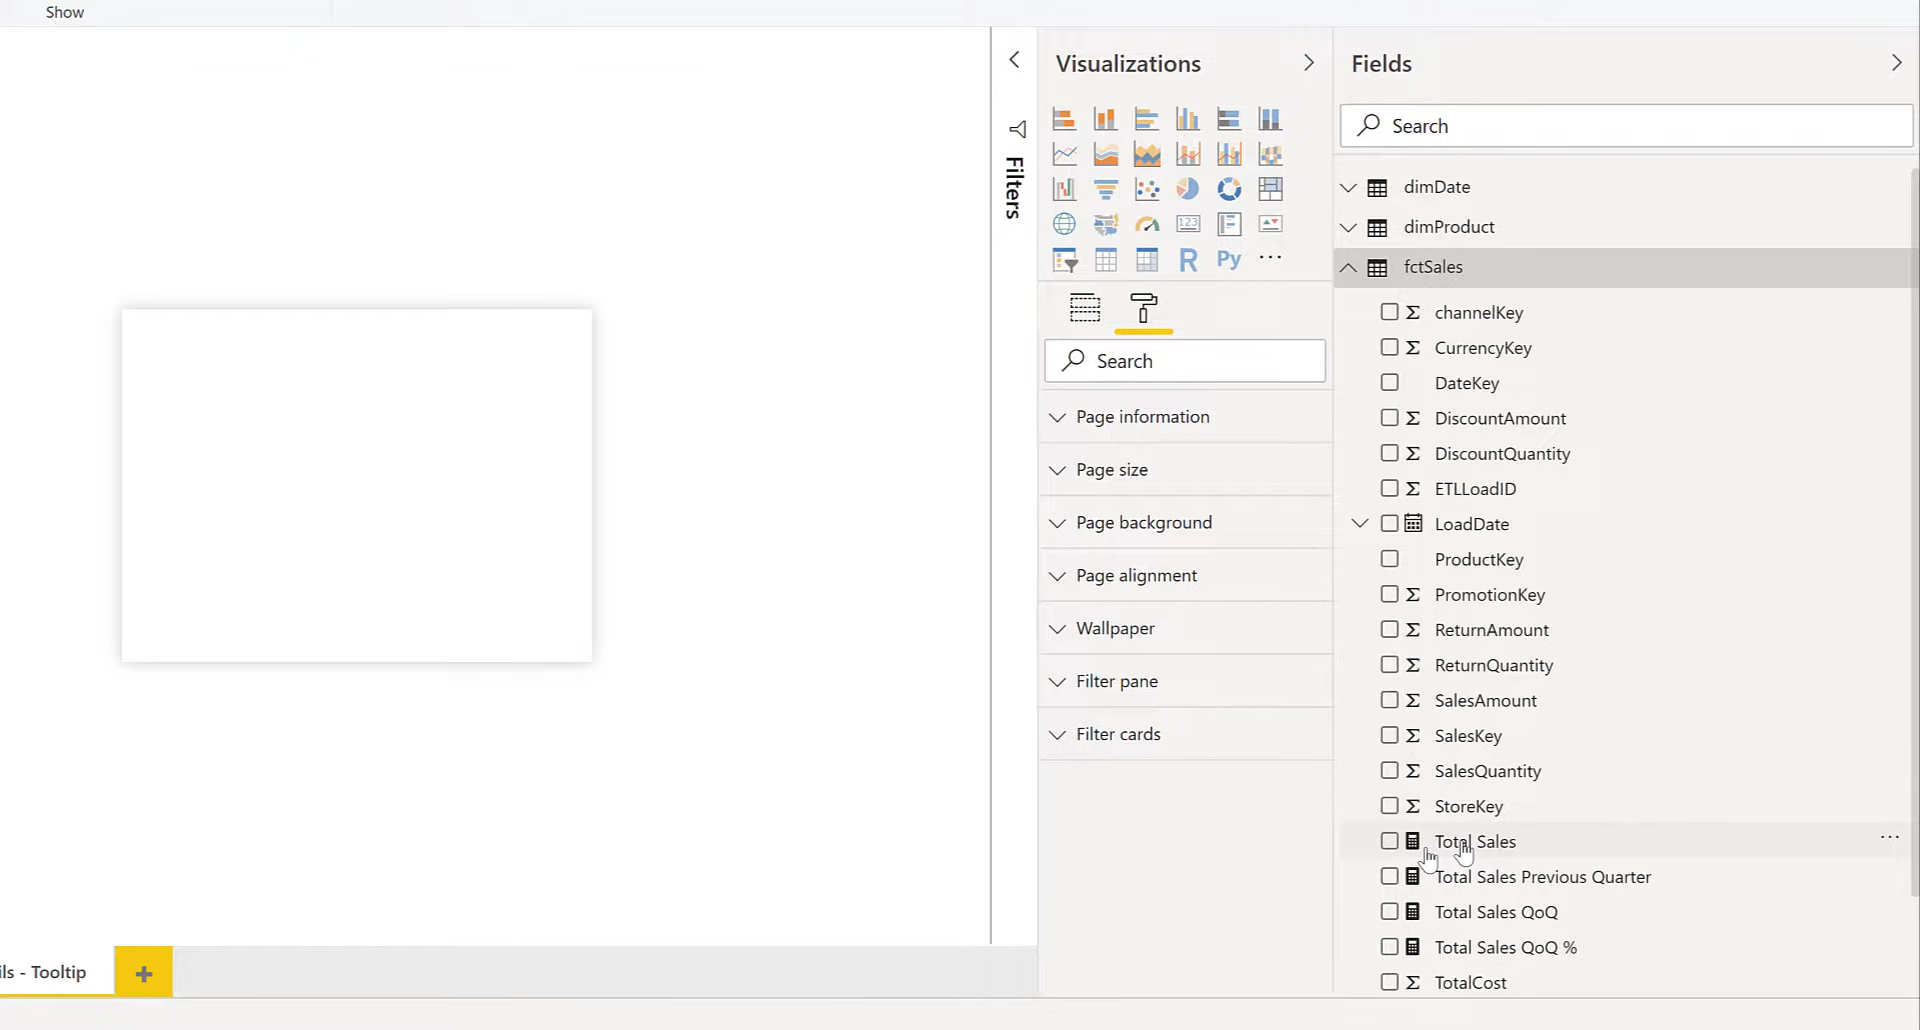 Show
Visualizations
Fields
Search
Filters
dimDate
dimProduct
fctSales
123
R
Py
...
Search
channelKey
CurrencyKey
DateKey
Page information
DiscountAmount
DiscountQuantity
Page size
ETLLoadID
Page background
LoadDate
ProductKey
Page alignment
PromotionKey
Wallpaper
ReturnAmount
ReturnQuantity
Filter pane
SalesAmount
Filter cards
SalesKey
SalesQuantity
StoreKey
Total Sales
...
Total Sales Previous Quarter
Total Sales QoQ
Total Sales QoQ %
ils - Tooltip
TotalCost